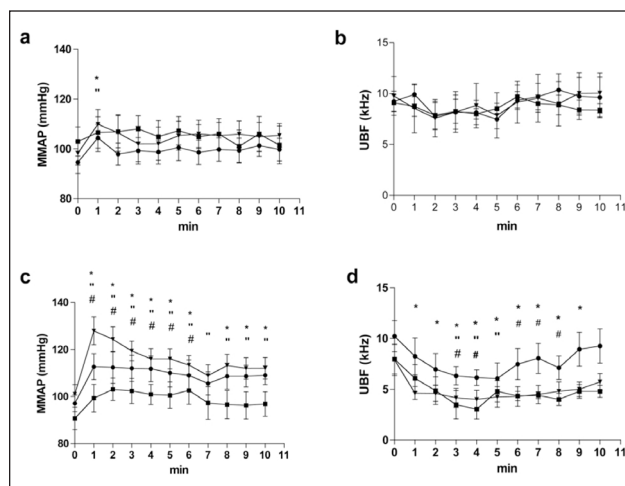 a
*
"
140
120
100
80
MMAP (mmHg)
0 1 2 3 4 5 6 7 8 9 10 11
min
b
15
10
5
0
UBF (kHz)
0 1 2 3 4 5 6 7 8 9 10 11
min
c
* * * * * * * * *
" " " " " " " " " "
# # # # # #
140
120
100
80
MMAP (mmHg)
0 1 2 3 4 5 6 7 8 9 10 11
min
d
* * * * * * * * *
" " " # # #
# #
15
10
5
0
UBF (kHz)
0 1 2 3 4 5 6 7 8 9 10 11
min